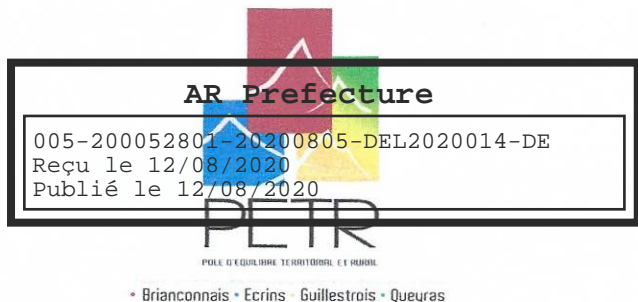 AR Prefecture
005-200052801-20200805-DEL2020014-DE
Reçu le 12/08/2020
Publié le 12/08/2020
PETR
POLE D'EQUILIBRE TERRITORIAL ET RURAL
• Briançonnais • Ecrins • Guillestrois • Queyras